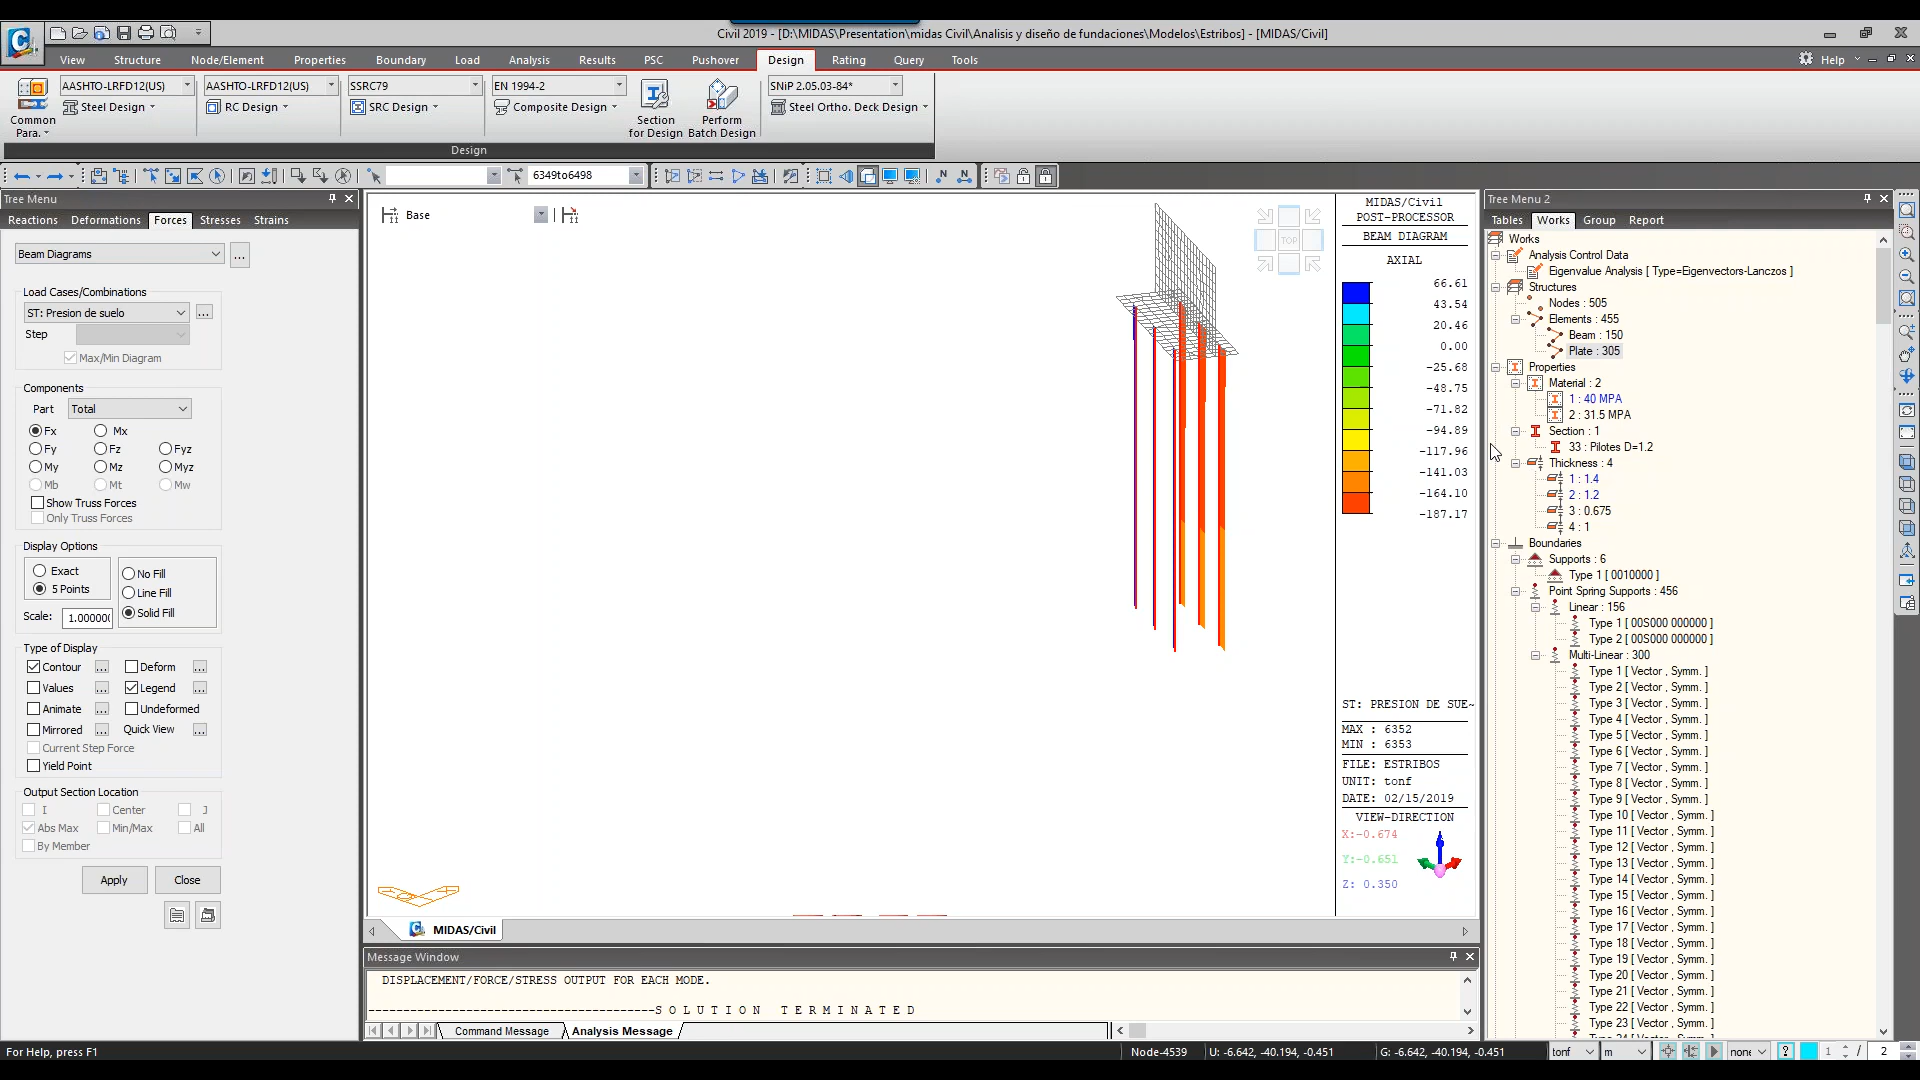 Civil 2019 - [D:\MIDAS\Presentation\midas Civil\Analisis y diseño de fundaciones\Modelos\Estribos] - [MIDAS/Civil]
View Structure Node/Element Properties Boundary Load Analysis Results PSC Pushover Design Rating Query Tools Help
AASHTO-LRFD12(US) AASHTO-LRFD12(US) SSRC79 EN 1994-2 SNiP 2.05.03-84*
Steel Design RC Design SRC Design Composite Design Steel Ortho. Deck Design
Common Para.
Section for Design
Perform Batch Design
Design
6349to6498
Tree Menu
Reactions Deformations Forces Stresses Strains
Beam Diagrams ...
Load Cases/Combinations
ST: Presion de suelo ...
Step
Max/Min Diagram
Components
Part Total
Fx Mx
Fy Fz Fyz
My Mz Myz
Mb Mt Mw
Show Truss Forces
Only Truss Forces
Display Options
Exact
5 Points
No Fill
Line Fill
Solid Fill
Scale: 1.00000(
Type of Display
Contour ... Deform ...
Values ... Legend ...
Animate ... Undeformed
Mirrored ... Quick View ...
Current Step Force
Yield Point
Output Section Location
I Center J
Abs Max Min/Max All
By Member
Apply Close
Base
TOP
MIDAS/Civil
POST-PROCESSOR
BEAM DIAGRAM
AXIAL
66.61
43.54
20.46
0.00
-25.68
-48.75
-71.82
-94.89
-117.96
-141.03
-164.10
-187.17
ST: PRESION DE SUE~
MAX : 6352
MIN : 6353
FILE: ESTRIBOS
UNIT: tonf
DATE: 02/15/2019
VIEW-DIRECTION
X:-0.674
Y:-0.651
Z: 0.350
MIDAS/Civil
Message Window
DISPLACEMENT/FORCE/STRESS OUTPUT FOR EACH MODE.
----------------------------------------S O L U T I O N   T E R M I N A T E D
Command Message Analysis Message
Tree Menu 2
Tables Works Group Report
Works
Analysis Control Data
Eigenvalue Analysis [ Type=Eigenvectors-Lanczos ]
Structures
Nodes : 505
Elements : 455
Beam : 150
Plate : 305
Properties
Material : 2
1 : 40 MPA
2 : 31.5 MPA
Section : 1
33 : Pilotes D=1.2
Thickness : 4
1 : 1.4
2 : 1.2
3 : 0.675
4 : 1
Boundaries
Supports : 6
Type 1 [ 0010000 ]
Point Spring Supports : 456
Linear : 156
Type 1 [ 00S000 000000 ]
Type 2 [ 00S000 000000 ]
Multi-Linear : 300
Type 1 [ Vector , Symm. ]
Type 2 [ Vector , Symm. ]
Type 3 [ Vector , Symm. ]
Type 4 [ Vector , Symm. ]
Type 5 [ Vector , Symm. ]
Type 6 [ Vector , Symm. ]
Type 7 [ Vector , Symm. ]
Type 8 [ Vector , Symm. ]
Type 9 [ Vector , Symm. ]
Type 10 [ Vector , Symm. ]
Type 11 [ Vector , Symm. ]
Type 12 [ Vector , Symm. ]
Type 13 [ Vector , Symm. ]
Type 14 [ Vector , Symm. ]
Type 15 [ Vector , Symm. ]
Type 16 [ Vector , Symm. ]
Type 17 [ Vector , Symm. ]
Type 18 [ Vector , Symm. ]
Type 19 [ Vector , Symm. ]
Type 20 [ Vector , Symm. ]
Type 21 [ Vector , Symm. ]
Type 22 [ Vector , Symm. ]
Type 23 [ Vector , Symm. ]
For Help, press F1 Node-4539 U: -6.642, -40.194, -0.451 G: -6.642, -40.194, -0.451 tonf m none ? 1 / 2